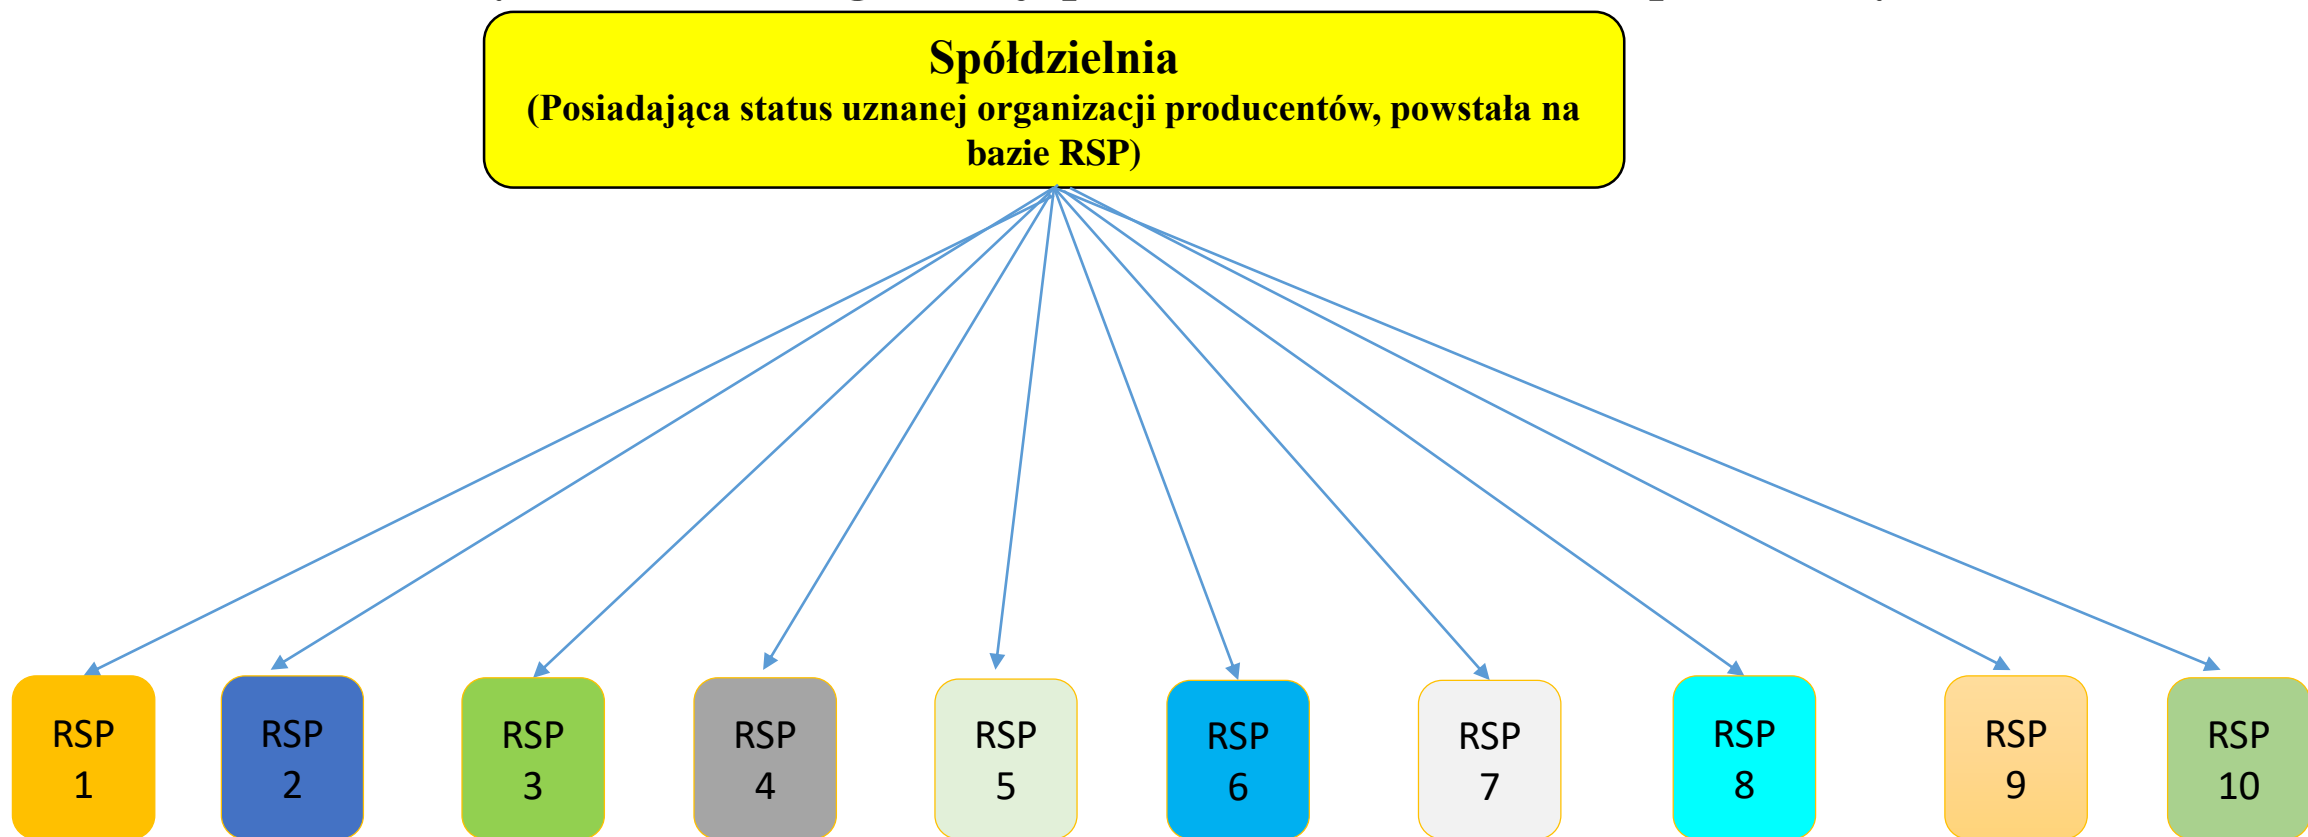 Spółdzielnia
(Posiadająca status uznanej organizacji producentów, powstała na
bazie RSP)
RSP
1
RSP
2
RSP
3
RSP
4
RSP
5
RSP
6
RSP
7
RSP
8
RSP
9
RSP
10